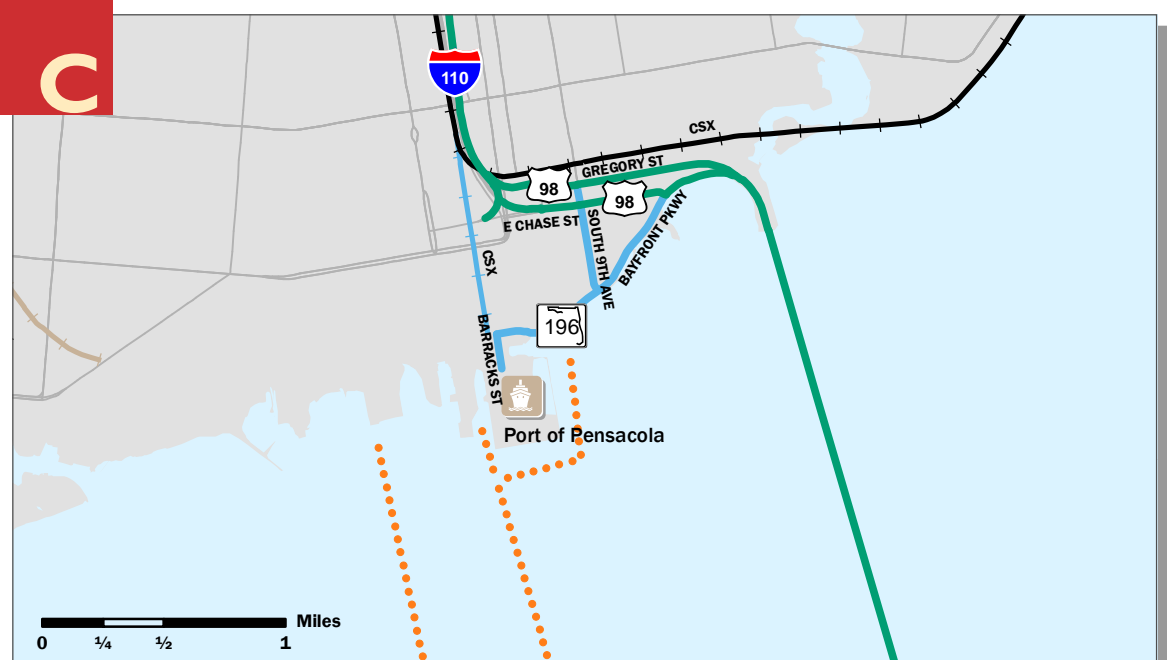 C
110
CSX
GREGORY ST
98
98
E CHASE ST
SOUTH 9TH AVE
BAYFRONT PKWY
CSX
196
BARRACKS ST
Port of Pensacola
Miles
0 ¼ ½ 1